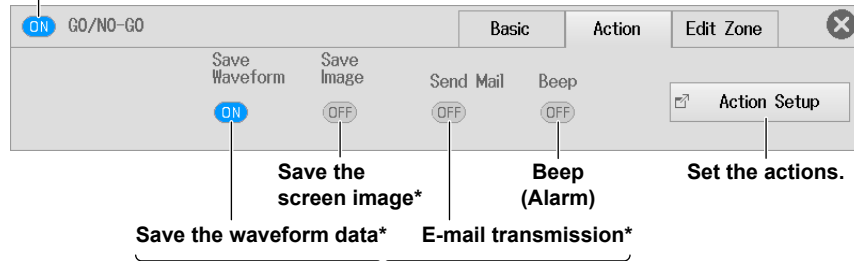 ON GO/NO-GO Basic Action Edit Zone
Save Save
Waveform Image Send Mail Beep
ON OFF OFF OFF Action Setup
Save the Beep Set the actions.
screen image* (Alarm)
Save the waveform data* E-mail transmission*